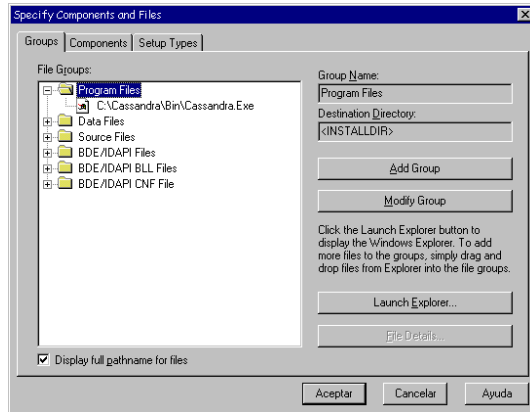 Specify Components and Files
Groups
Components
Setup Types
File Groups:
Program Files
C:\Cassandra\Bin\Cassandra.Exe
Data Files
Source Files
BDE/IDAPI Files
BDE/IDAPI BLL Files
BDE/IDAPI CNF File
Display full pathname for files
Group Name:
Program Files
Destination Directory:
<INSTALLDIR>
Add Group
Modify Group
Click the Launch Explorer button to
display the Windows Explorer. To add
more files to the groups, simply drag and
drop files from Explorer into the file groups.
Launch Explorer...
File Details...
Aceptar
Cancelar
Ayuda